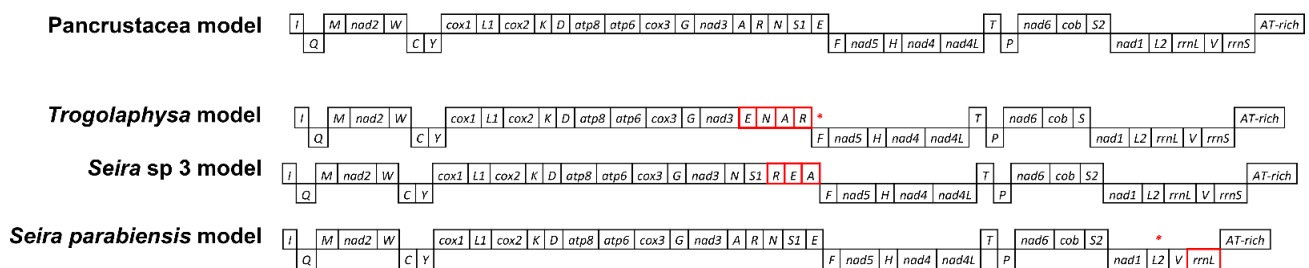 Pancrustacea model I M nad2 W cox1 L1 cox2 K D atp8 atp6 cox3 G nad3 A R N S1 E T nad6 cob S2 AT-rich
Q C Y F nad5 H nad4 nad4L P nad1 L2 rrnL V rrnS
Trogolaphysa model I M nad2 W cox1 L1 cox2 K D atp8 atp6 cox3 G nad3 E N A R * T nad6 cob S AT-rich
Q C Y F nad5 H nad4 nad4L P nad1 L2 rrnL V rrnS
Seira sp 3 model I M nad2 W cox1 L1 cox2 K D atp8 atp6 cox3 G nad3 N S1 R E A T nad6 cob S2 AT-rich
Q C Y F nad5 H nad4 nad4L P nad1 L2 rrnL V rrnS
Seira parabiensis model I M nad2 W cox1 L1 cox2 K D atp8 atp6 cox3 G nad3 A R N S1 E T nad6 cob S2 * AT-rich
Q C Y F nad5 H nad4 nad4L P nad1 L2 V rrnL